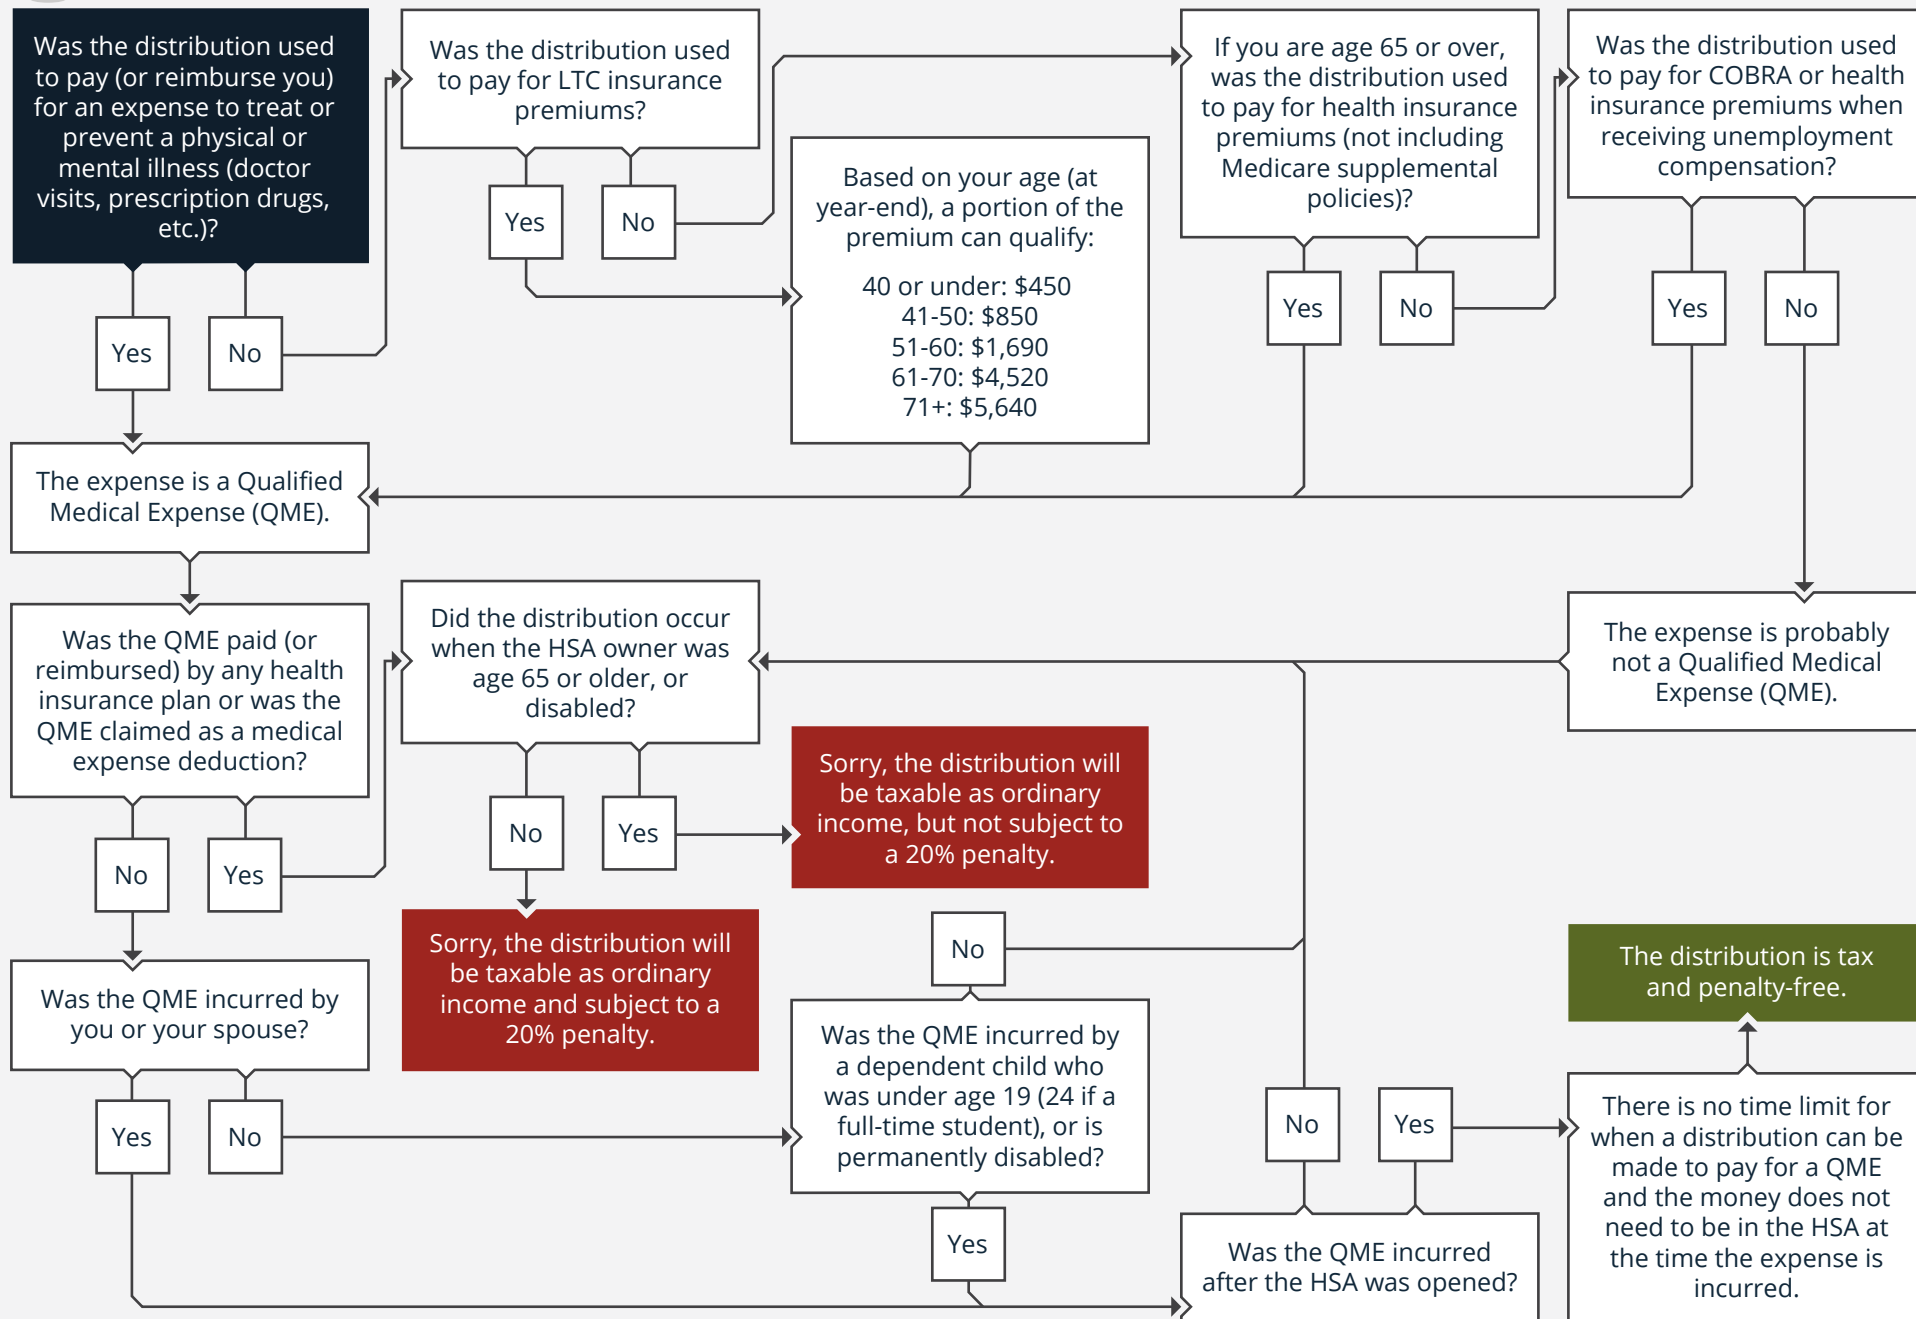 Was the distribution used
to pay (or reimburse you)
for an expense to treat or
prevent a physical or
mental illness (doctor
visits, prescription drugs,
etc.)?
Yes
No
Was the distribution used
to pay for LTC insurance
premiums?
Yes
No
Based on your age (at
year-end), a portion of the
premium can qualify:
40 or under: $450
41-50: $850
51-60: $1,690
61-70: $4,520
71+: $5,640
If you are age 65 or over,
was the distribution used
to pay for health insurance
premiums (not including
Medicare supplemental
policies)?
Yes
No
Was the distribution used
to pay for COBRA or health
insurance premiums when
receiving unemployment
compensation?
Yes
No
The expense is a Qualified
Medical Expense (QME).
Was the QME paid (or
reimbursed) by any health
insurance plan or was the
QME claimed as a medical
expense deduction?
No
Yes
Did the distribution occur
when the HSA owner was
age 65 or older, or
disabled?
No
Yes
Sorry, the distribution will
be taxable as ordinary
income, but not subject to
a 20% penalty.
Sorry, the distribution will
be taxable as ordinary
income and subject to a
20% penalty.
The expense is probably
not a Qualified Medical
Expense (QME).
Was the QME incurred by
you or your spouse?
Yes
No
No
Was the QME incurred by
a dependent child who
was under age 19 (24 if a
full-time student), or is
permanently disabled?
Yes
No
Yes
Was the QME incurred
after the HSA was opened?
The distribution is tax
and penalty-free.
There is no time limit for
when a distribution can be
made to pay for a QME
and the money does not
need to be in the HSA at
the time the expense is
incurred.